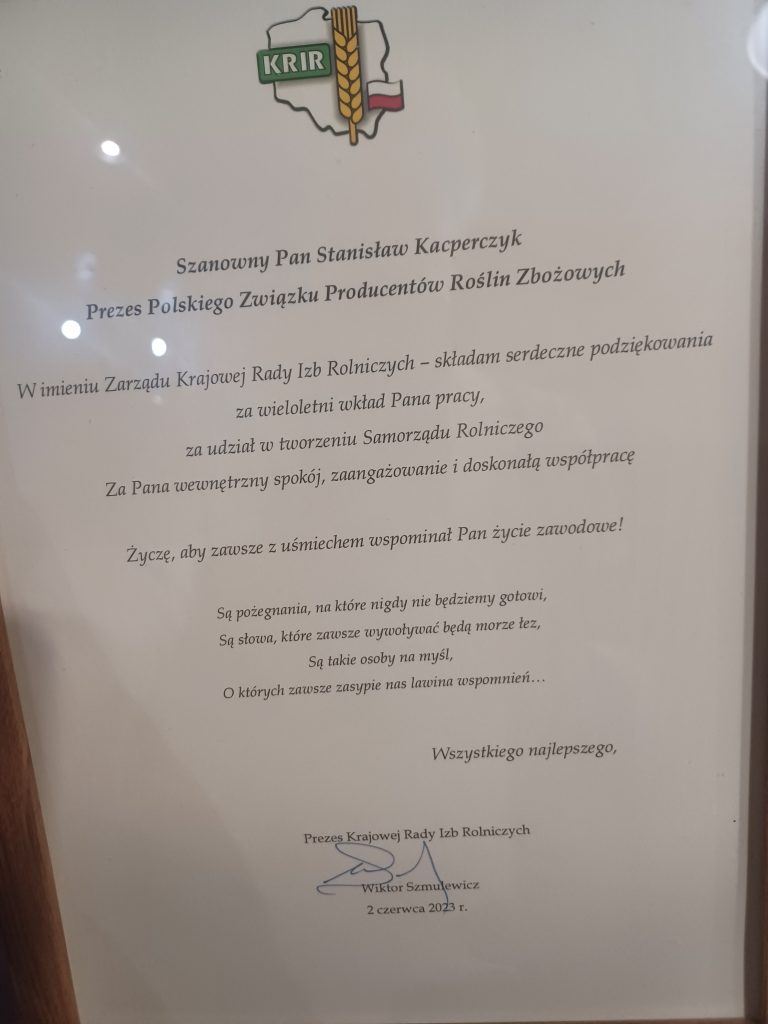 KRIR
Szanowny Pan Stanisław Kacperczyk
Prezes Polskiego Związku Producentów Roślin Zbożowych
W imieniu Zarządu Krajowej Rady Izb Rolniczych – składam serdeczne podziękowania
za wieloletni wkład Pana pracy,
za udział w tworzeniu Samorządu Rolniczego
Za Pana wewnętrzny spokój, zaangażowanie i doskonałą współpracę
Życzę, aby zawsze z uśmiechem wspominał Pan życie zawodowe!
Są pożegnania, na które nigdy nie będziemy gotowi,
Są słowa, które zawsze wywoływać będą morze łez,
Są takie osoby na myśl,
O których zawsze zasypie nas lawina wspomnień…
Wszystkiego najlepszego,
Prezes Krajowej Rady Izb Rolniczych
Wiktor Szmulewicz
2 czerwca 2023 r.